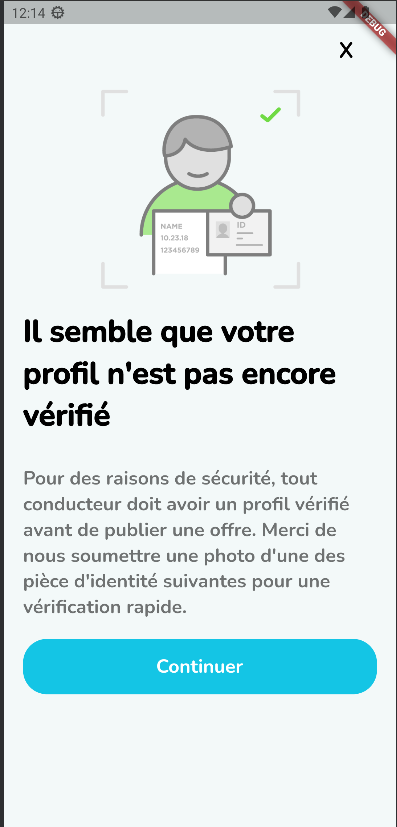 12:14
DEBUG
X
NAME
10.23.18
123456789
ID
Il semble que votre
profil n'est pas encore
vérifié
Pour des raisons de sécurité, tout
conducteur doit avoir un profil vérifié
avant de publier une offre. Merci de
nous soumettre une photo d'une des
pièce d'identité suivantes pour une
vérification rapide.
Continuer